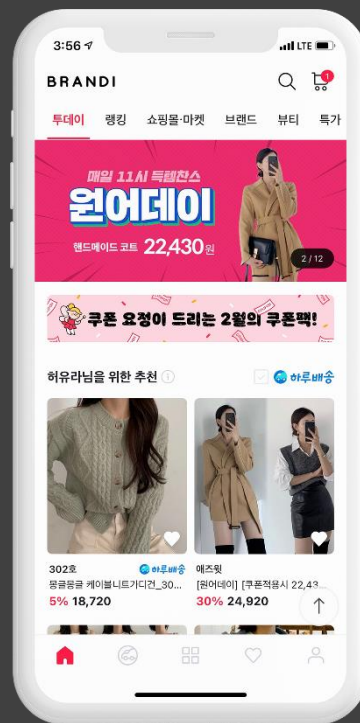 3:56
LTE
BRANDI
1
투데이 랭킹 쇼핑몰·마켓 브랜드 뷰티 특가
매일 11시 득템찬스
원어데이
핸드메이드 코트 22,430원
2 / 12
쿠폰 요정이 드리는 2월의 쿠폰팩!
허유라님을 위한 추천
하루배송
302호 하루배송
몽글몽글 케이블니트가디건_30...
5% 18,720
애즈윗
[원어데이] [쿠폰적용시 22,43...
30% 24,920